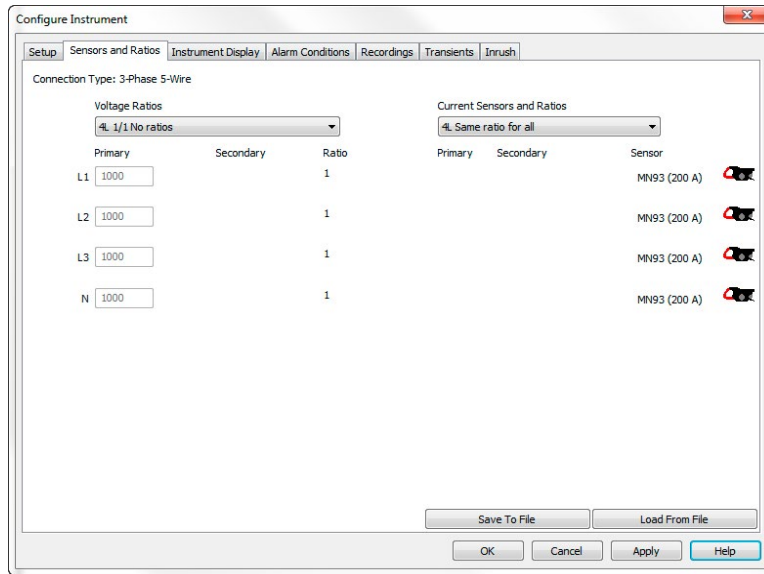 Configure Instrument
Setup Sensors and Ratios Instrument Display Alarm Conditions Recordings Transients Inrush
Connection Type: 3-Phase 5-Wire
Voltage Ratios Current Sensors and Ratios
4L 1/1 No ratios 4L Same ratio for all
Primary Secondary Ratio Primary Secondary Sensor
L1 1000 1 MN93 (200 A)
L2 1000 1 MN93 (200 A)
L3 1000 1 MN93 (200 A)
N 1000 1 MN93 (200 A)
Save To File Load From File
OK Cancel Apply Help